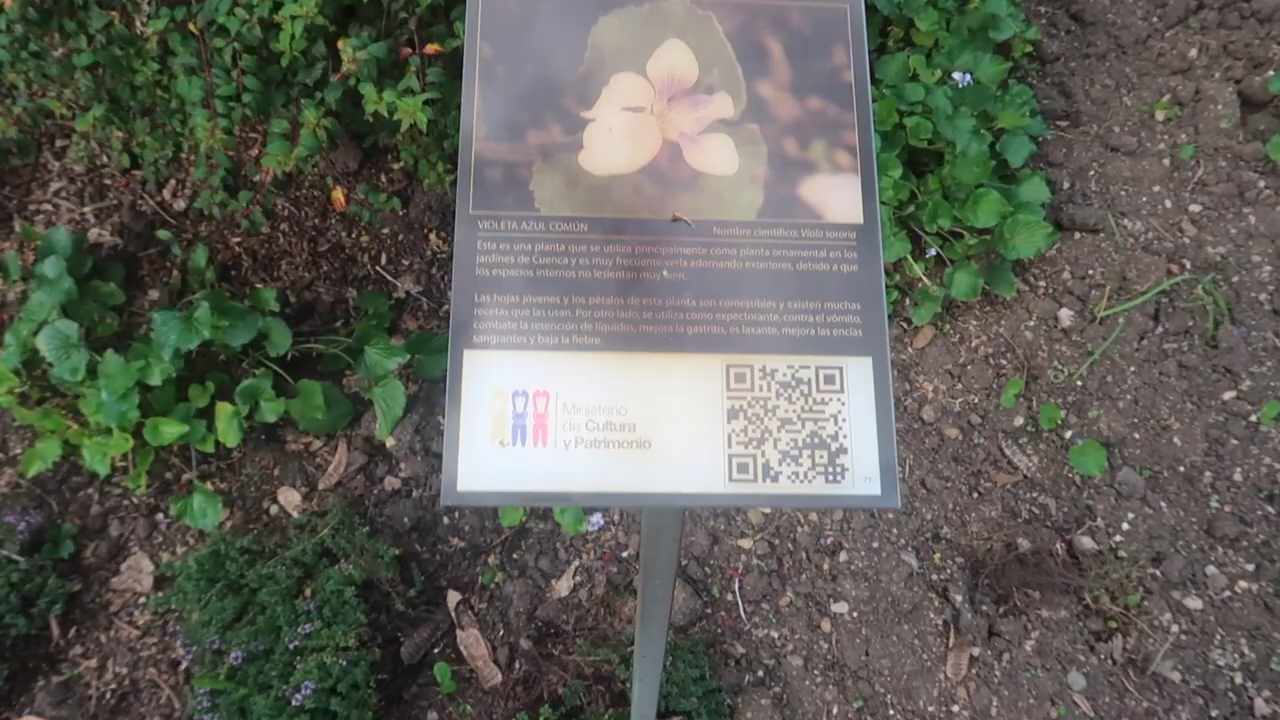 VIOLETA AZUL COMÚN
Nombre científico: Viola sororia
Esta es una planta que se utiliza principalmente como planta ornamental en los
jardines de Cuenca y es muy frecuente verla adornando exteriores, debido a que
los espacios internos no le sientan muy bien.
Las hojas jóvenes y los pétalos de esta planta son comestibles y existen muchas
recetas que las usan. Por otro lado, se utiliza como expectorante, contra el vómito,
combate la retención de líquidos, mejora la gastritis, es laxante, mejora las encías
sangrantes y baja la fiebre.
Ministerio
de Cultura
y Patrimonio
77